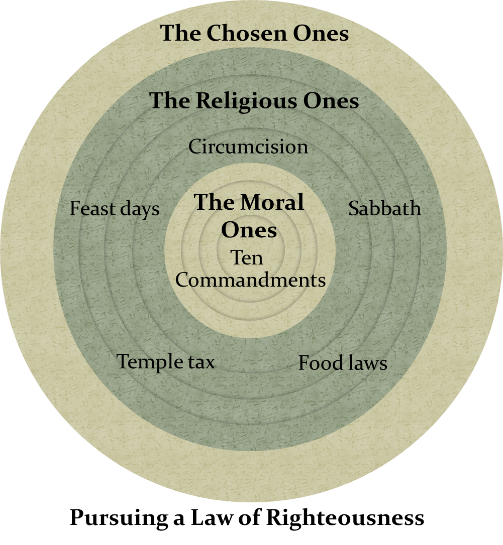 The Chosen Ones
The Religious Ones
Circumcision
Feast days
Sabbath
The Moral
Ones
Ten
Commandments
Temple tax
Food laws
Pursuing a Law of Righteousness